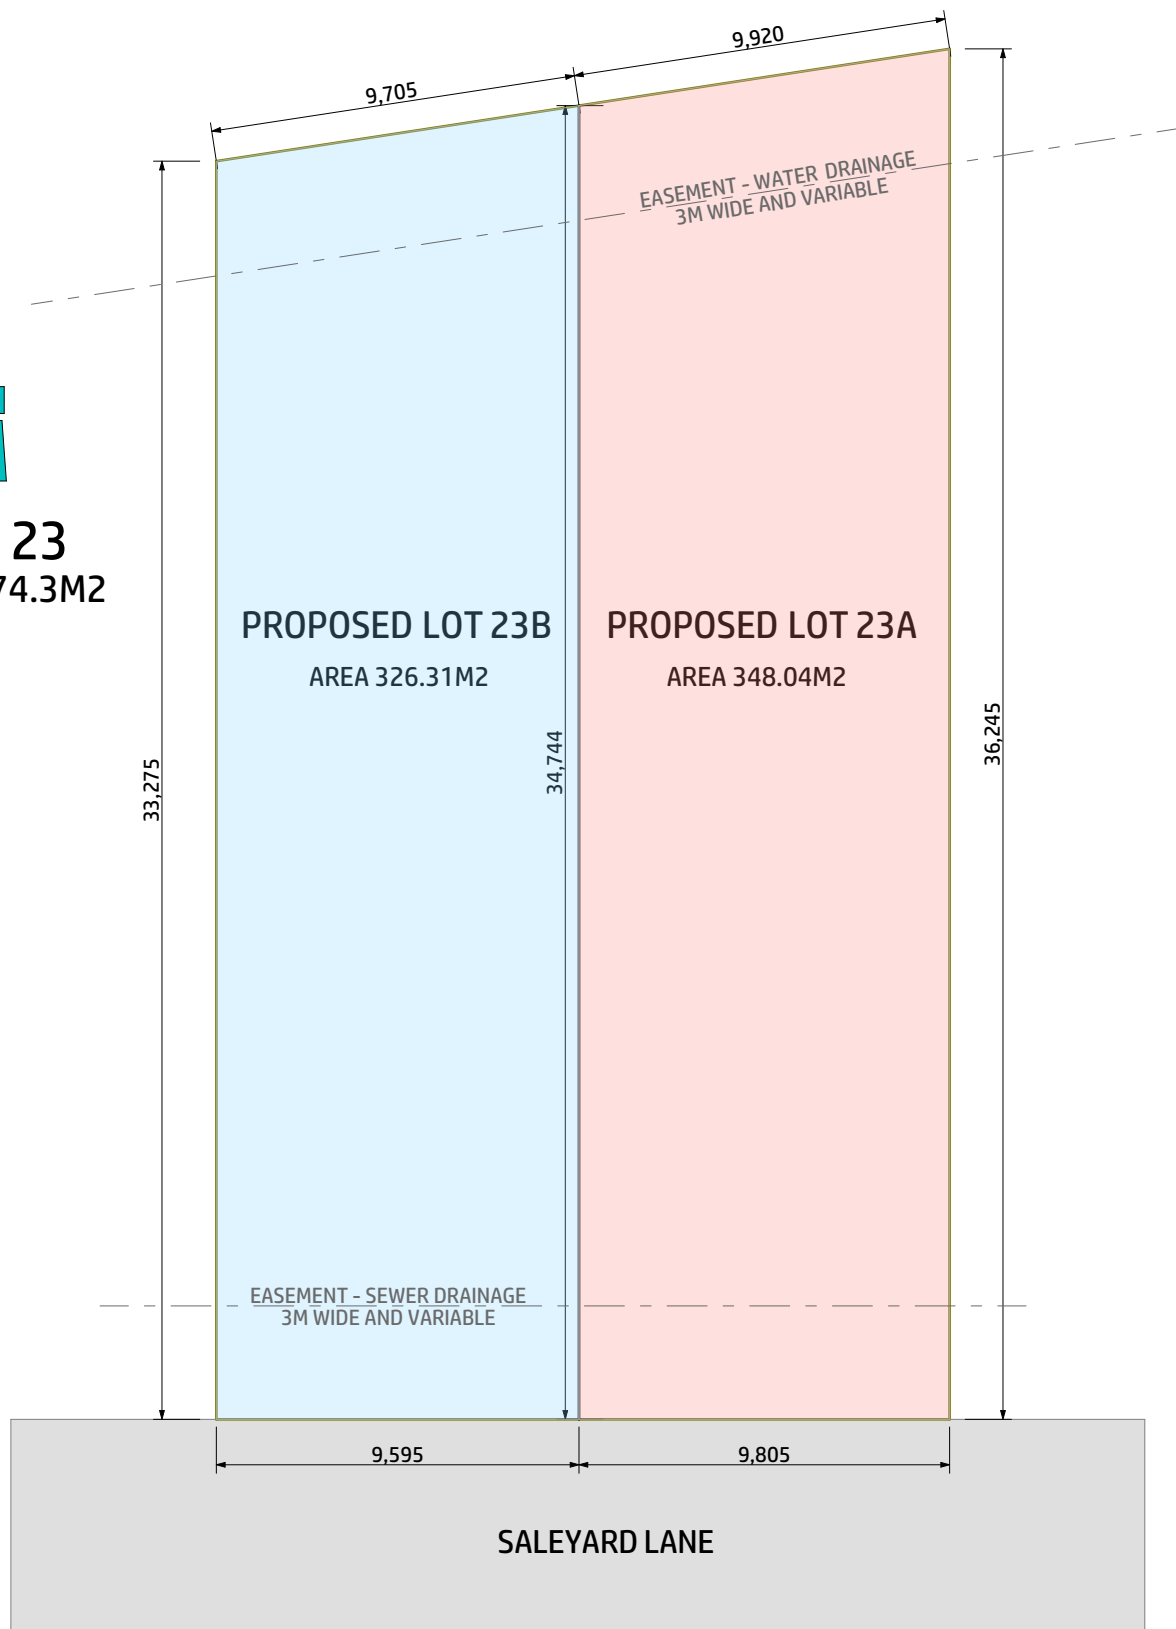 9,920
9,705
EASEMENT - WATER DRAINAGE
3M WIDE AND VARIABLE
23
74.3M2
PROPOSED LOT 23B
AREA 326.31M2
PROPOSED LOT 23A
AREA 348.04M2
33,275
34,744
36,245
EASEMENT - SEWER DRAINAGE
3M WIDE AND VARIABLE
9,595
9,805
SALEYARD LANE